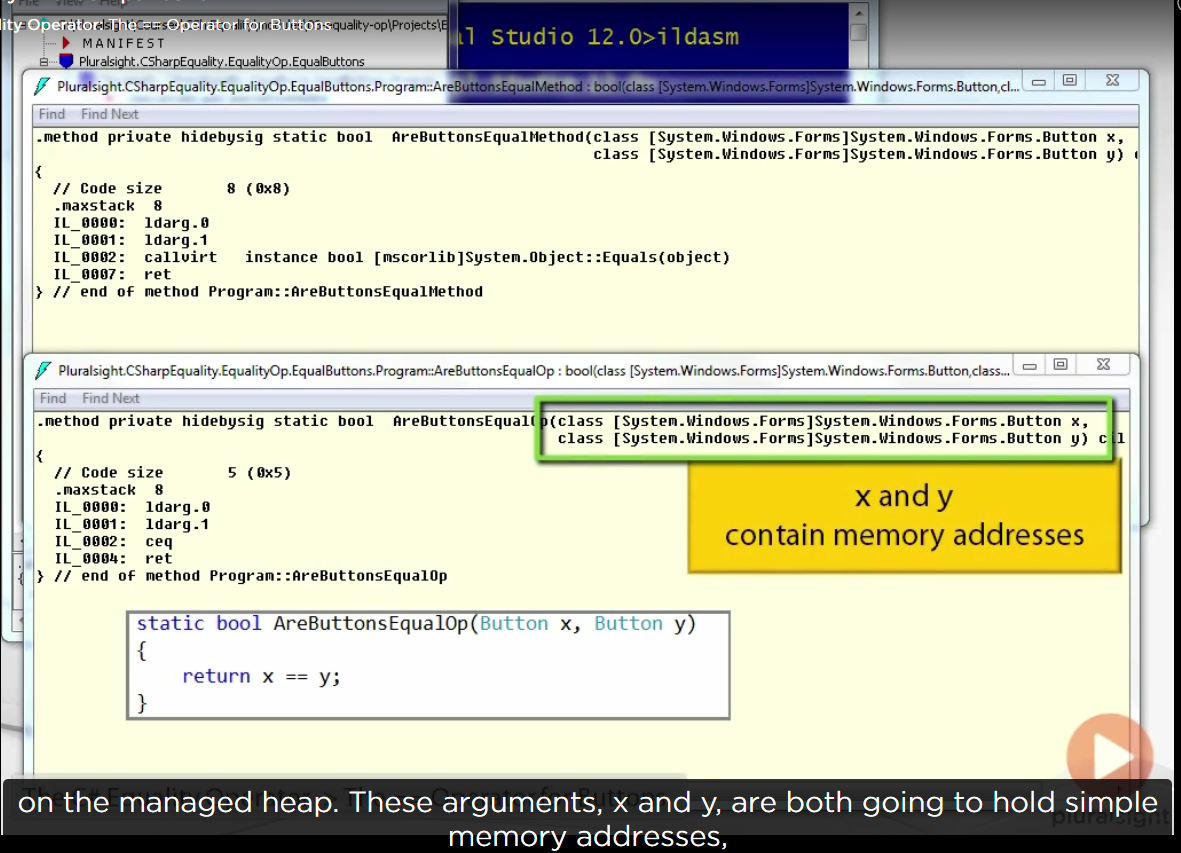 File View Help
lity Operator The == Operator for Buttons
equality-op\Projects\E
MANIFEST
Pluralsight.CSharpEquality.EqualityOp.EqualButtons
al Studio 12.0>ildasm
Pluralsight.CSharpEquality.EqualityOp.EqualButtons.Program::AreButtonsEqualMethod : bool(class [System.Windows.Forms]System.Windows.Forms.Button,cl...
Find Find Next
.method private hidebysig static bool  AreButtonsEqualMethod(class [System.Windows.Forms]System.Windows.Forms.Button x,
class [System.Windows.Forms]System.Windows.Forms.Button y) c
{
// Code size       8 (0x8)
.maxstack  8
IL_0000:  ldarg.0
IL_0001:  ldarg.1
IL_0002:  callvirt   instance bool [mscorlib]System.Object::Equals(object)
IL_0007:  ret
} // end of method Program::AreButtonsEqualMethod
Pluralsight.CSharpEquality.EqualityOp.EqualButtons.Program::AreButtonsEqualOp : bool(class [System.Windows.Forms]System.Windows.Forms.Button,class...
Find Find Next
.method private hidebysig static bool  AreButtonsEqualOp(class [System.Windows.Forms]System.Windows.Forms.Button x,
class [System.Windows.Forms]System.Windows.Forms.Button y) cil
{
// Code size       5 (0x5)
.maxstack  8
IL_0000:  ldarg.0
IL_0001:  ldarg.1
IL_0002:  ceq
IL_0004:  ret
} // end of method Program::AreButtonsEqualOp
x and y
contain memory addresses
static bool AreButtonsEqualOp(Button x, Button y)
{
return x == y;
}
pluralsight
on the managed heap. These arguments, x and y, are both going to hold simple
memory addresses,